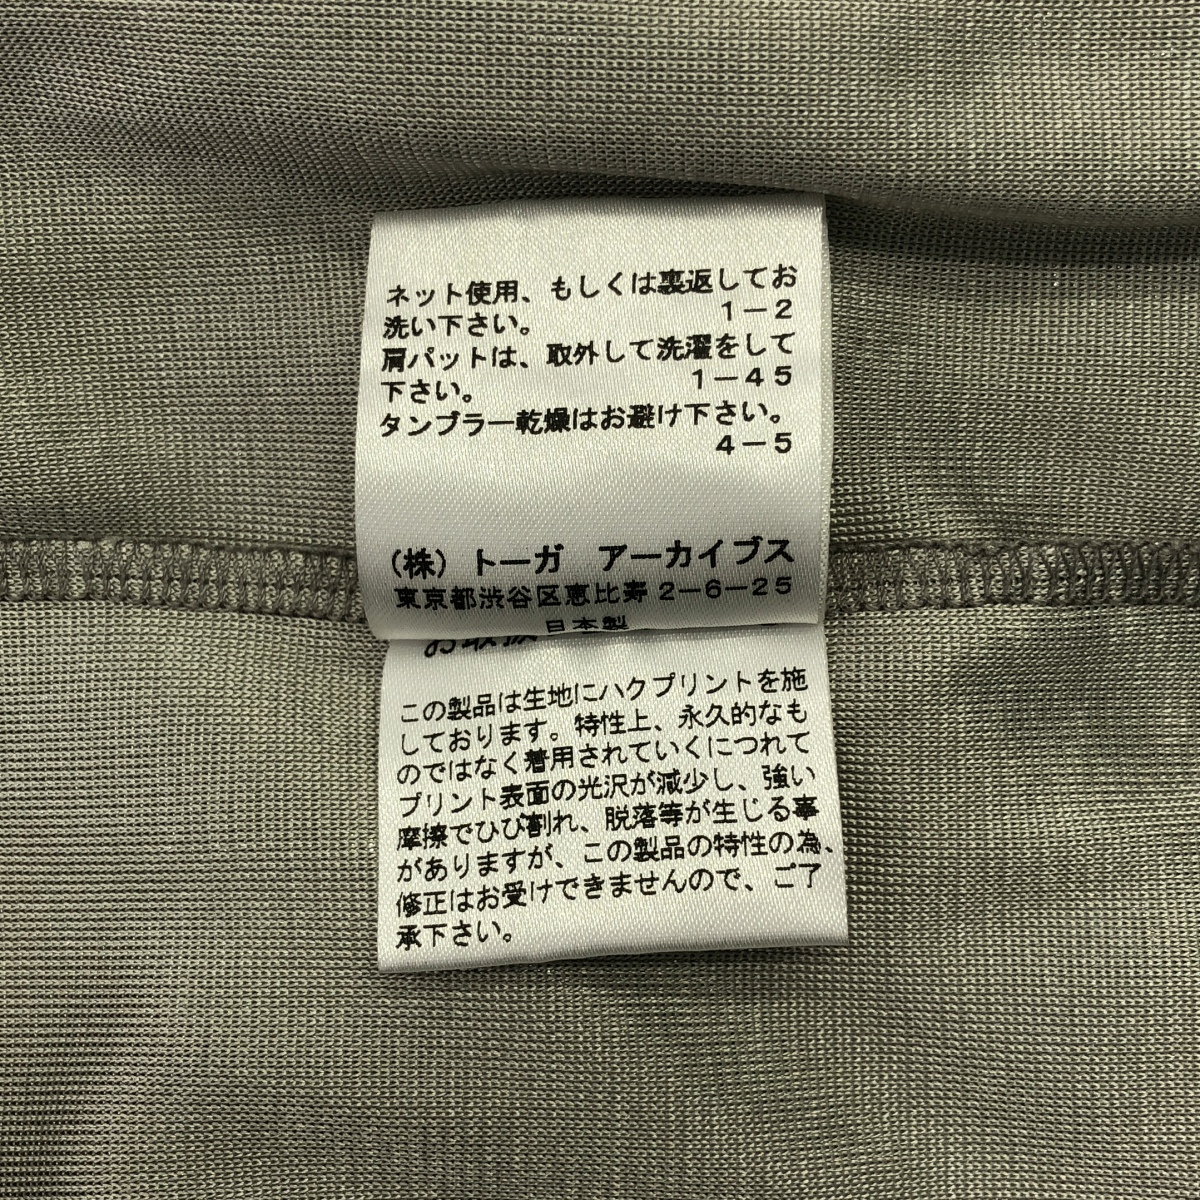 ネット使用、もしくは裏返してお
洗い下さい。 1-2
肩パットは、取外して洗濯をして
下さい。 1-45
タンブラー乾燥はお避け下さい。
4-5
(株) トーガ アーカイブス
東京都渋谷区恵比寿 2-6-25
日本製
お取扱
この製品は生地にハクプリントを施
しております。特性上、永久的なも
のではなく着用されていくにつれて
プリント表面の光沢が減少し、強い
摩擦でひび割れ、脱落等が生じる事
がありますが、この製品の特性の為、
修正はお受けできませんので、ご了
承下さい。